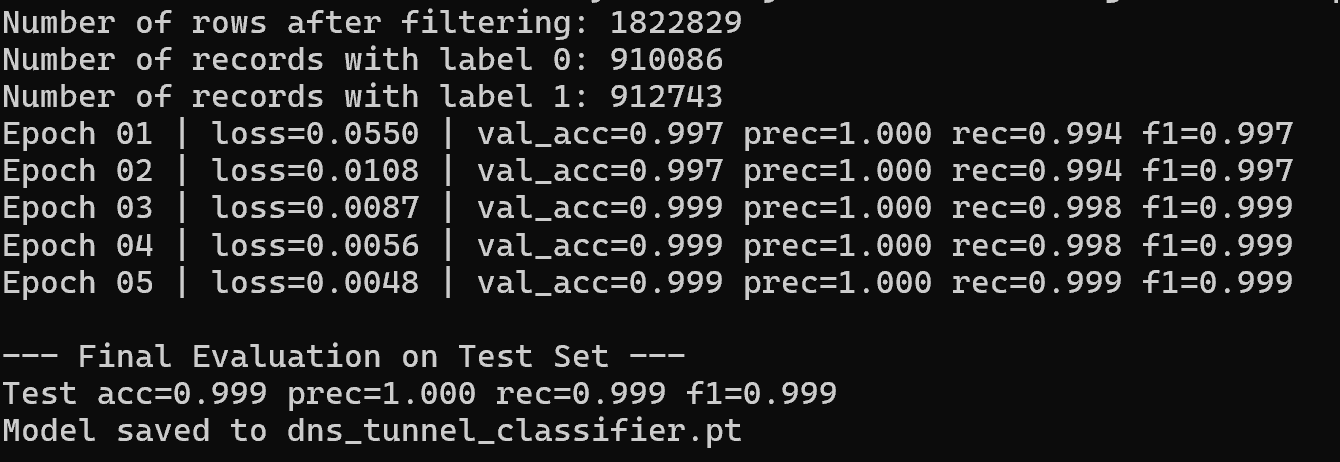 Number of rows after filtering: 1822829
Number of records with label 0: 910086
Number of records with label 1: 912743
Epoch 01 | loss=0.0550 | val_acc=0.997 prec=1.000 rec=0.994 f1=0.997
Epoch 02 | loss=0.0108 | val_acc=0.997 prec=1.000 rec=0.994 f1=0.997
Epoch 03 | loss=0.0087 | val_acc=0.999 prec=1.000 rec=0.998 f1=0.999
Epoch 04 | loss=0.0056 | val_acc=0.999 prec=1.000 rec=0.998 f1=0.999
Epoch 05 | loss=0.0048 | val_acc=0.999 prec=1.000 rec=0.999 f1=0.999
--- Final Evaluation on Test Set ---
Test acc=0.999 prec=1.000 rec=0.999 f1=0.999
Model saved to dns_tunnel_classifier.pt